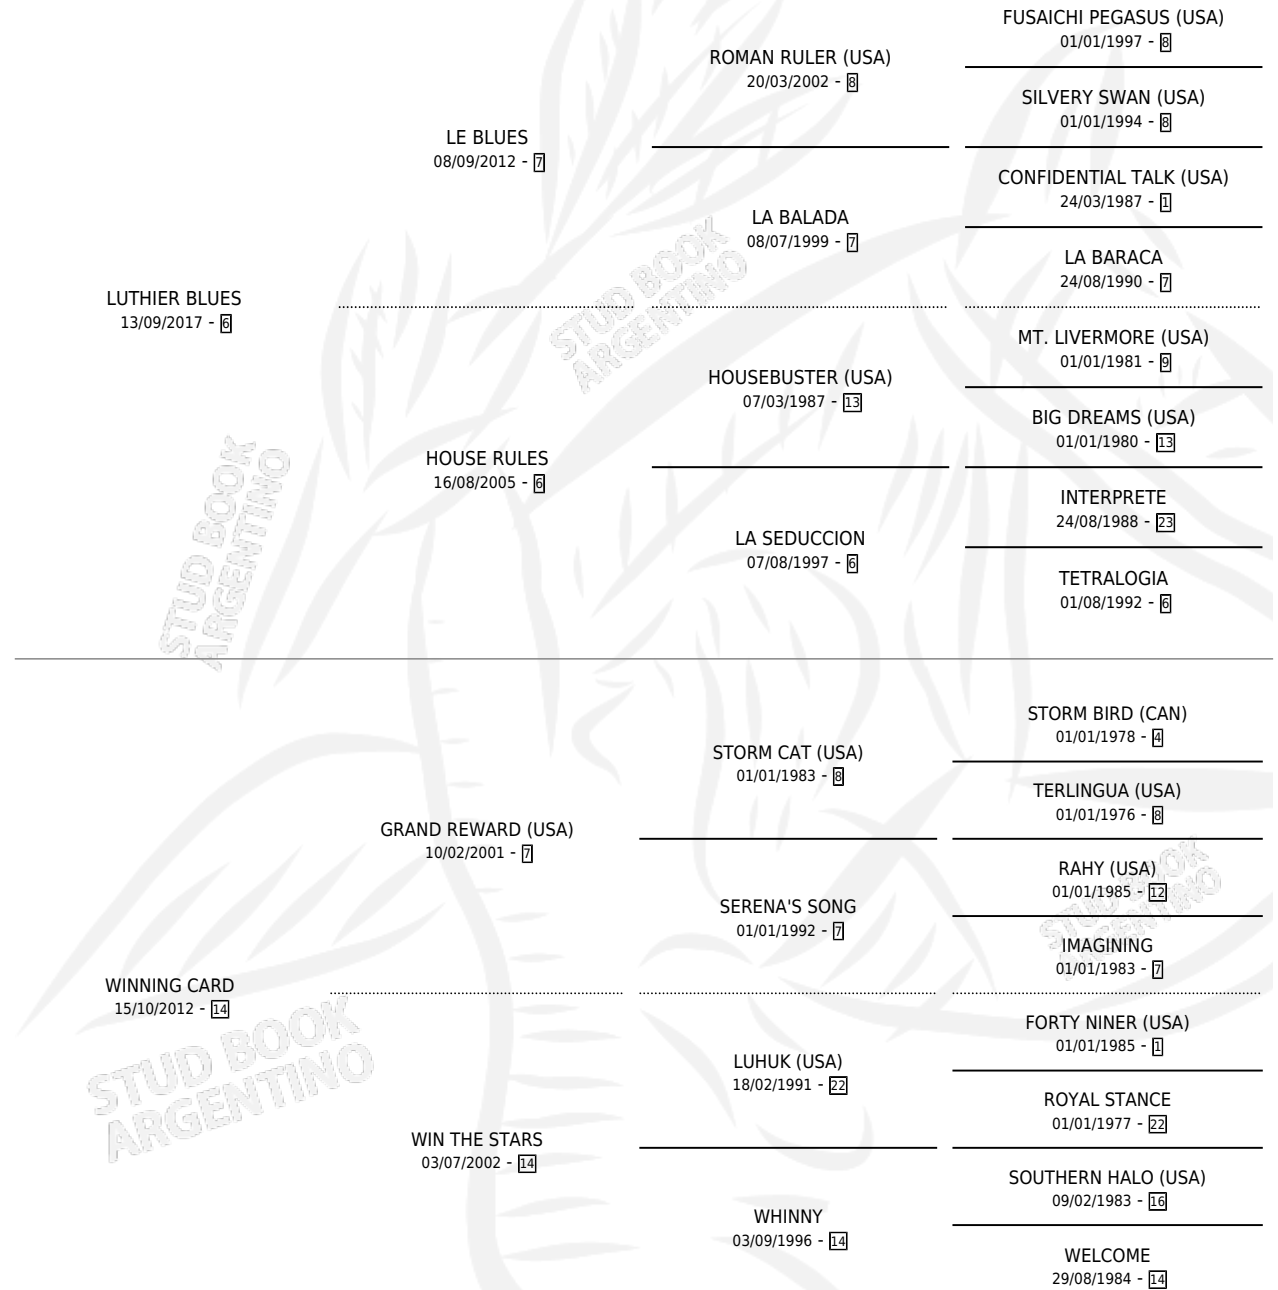 FUSAICHI PEGASUS (USA)
01/01/1997 - 8
ROMAN RULER (USA)
20/03/2002 - 8
SILVERY SWAN (USA)
01/01/1994 - 8
LE BLUES
08/09/2012 - 7
CONFIDENTIAL TALK (USA)
24/03/1987 - 1
LA BALADA
08/07/1999 - 7
LA BARACA
24/08/1990 - 7
LUTHIER BLUES
13/09/2017 - 6
MT. LIVERMORE (USA)
01/01/1981 - 9
HOUSEBUSTER (USA)
07/03/1987 - 13
BIG DREAMS (USA)
01/01/1980 - 13
HOUSE RULES
16/08/2005 - 6
INTERPRETE
24/08/1988 - 23
LA SEDUCCION
07/08/1997 - 6
TETRALOGIA
01/08/1992 - 6
STUD BOOK
ARGENTINO
STUD BOOK
ARGENTINO
STORM BIRD (CAN)
01/01/1978 - 4
STORM CAT (USA)
01/01/1983 - 8
TERLINGUA (USA)
01/01/1976 - 8
GRAND REWARD (USA)
10/02/2001 - 7
RAHY (USA)
01/01/1985 - 12
SERENA'S SONG
01/01/1992 - 7
IMAGINING
01/01/1983 - 7
WINNING CARD
15/10/2012 - 14
FORTY NINER (USA)
01/01/1985 - 1
LUHUK (USA)
18/02/1991 - 22
ROYAL STANCE
01/01/1977 - 22
WIN THE STARS
03/07/2002 - 14
SOUTHERN HALO (USA)
09/02/1983 - 16
WHINNY
03/09/1996 - 14
WELCOME
29/08/1984 - 14
STUD BOOK
ARGENTINO
STUD BOOK
ARGENTINO